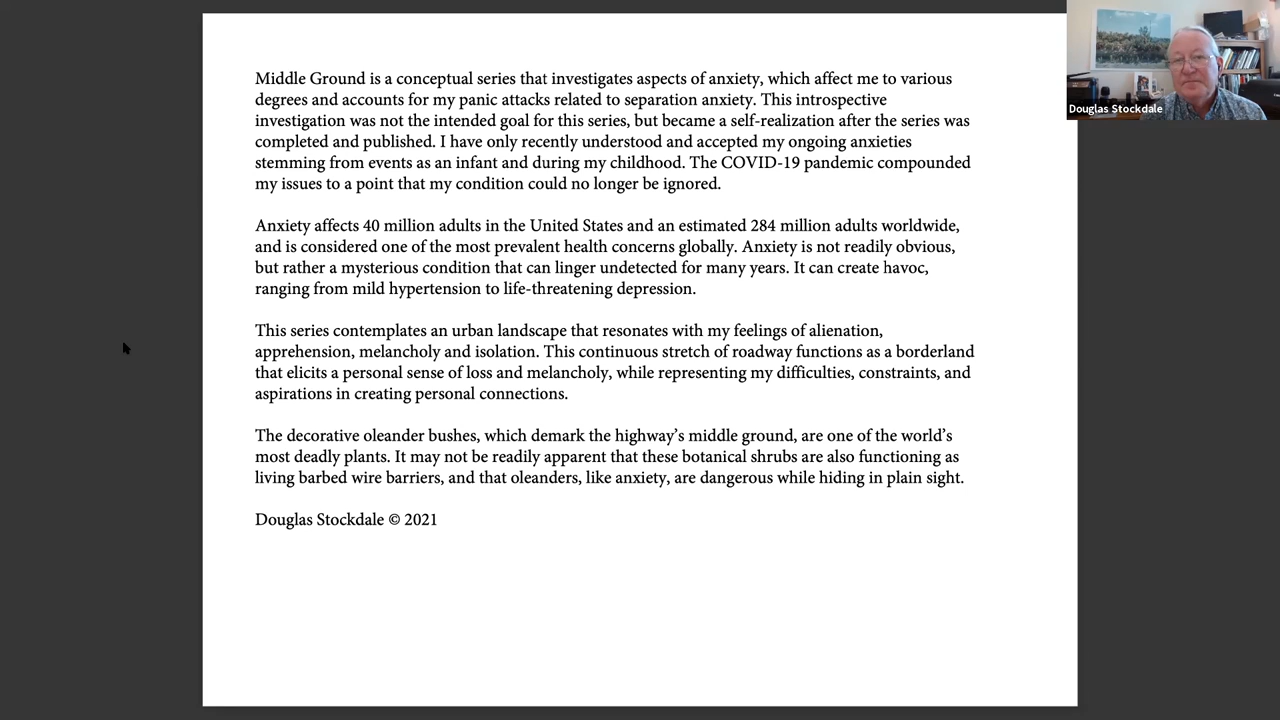 Middle Ground is a conceptual series that investigates aspects of anxiety, which affect me to various
degrees and accounts for my panic attacks related to separation anxiety. This introspective
investigation was not the intended goal for this series, but became a self-realization after the series was
completed and published. I have only recently understood and accepted my ongoing anxieties
stemming from events as an infant and during my childhood. The COVID-19 pandemic compounded
my issues to a point that my condition could no longer be ignored.
Anxiety affects 40 million adults in the United States and an estimated 284 million adults worldwide,
and is considered one of the most prevalent health concerns globally. Anxiety is not readily obvious,
but rather a mysterious condition that can linger undetected for many years. It can create havoc,
ranging from mild hypertension to life-threatening depression.
This series contemplates an urban landscape that resonates with my feelings of alienation,
apprehension, melancholy and isolation. This continuous stretch of roadway functions as a borderland
that elicits a personal sense of loss and melancholy, while representing my difficulties, constraints, and
aspirations in creating personal connections.
The decorative oleander bushes, which demark the highway’s middle ground, are one of the world’s
most deadly plants. It may not be readily apparent that these botanical shrubs are also functioning as
living barbed wire barriers, and that oleanders, like anxiety, are dangerous while hiding in plain sight.
Douglas Stockdale © 2021
Douglas Stockdale